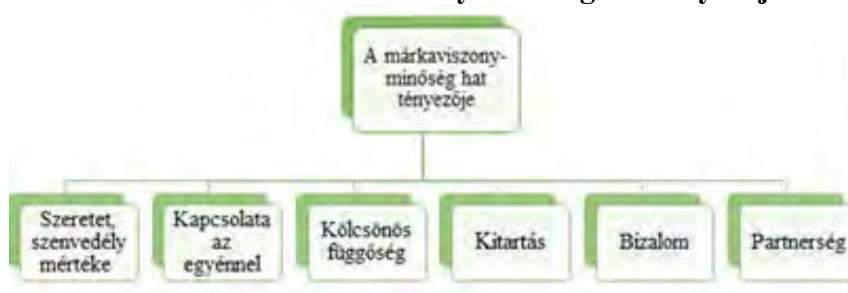 A márkaviszony-
minőség hat
tényezője
Szeretet,
szenvedély
mértéke
Kapcsolata
az
egyénnel
Kölcsönös
függőség
Kitartás
Bizalom
Partnerség